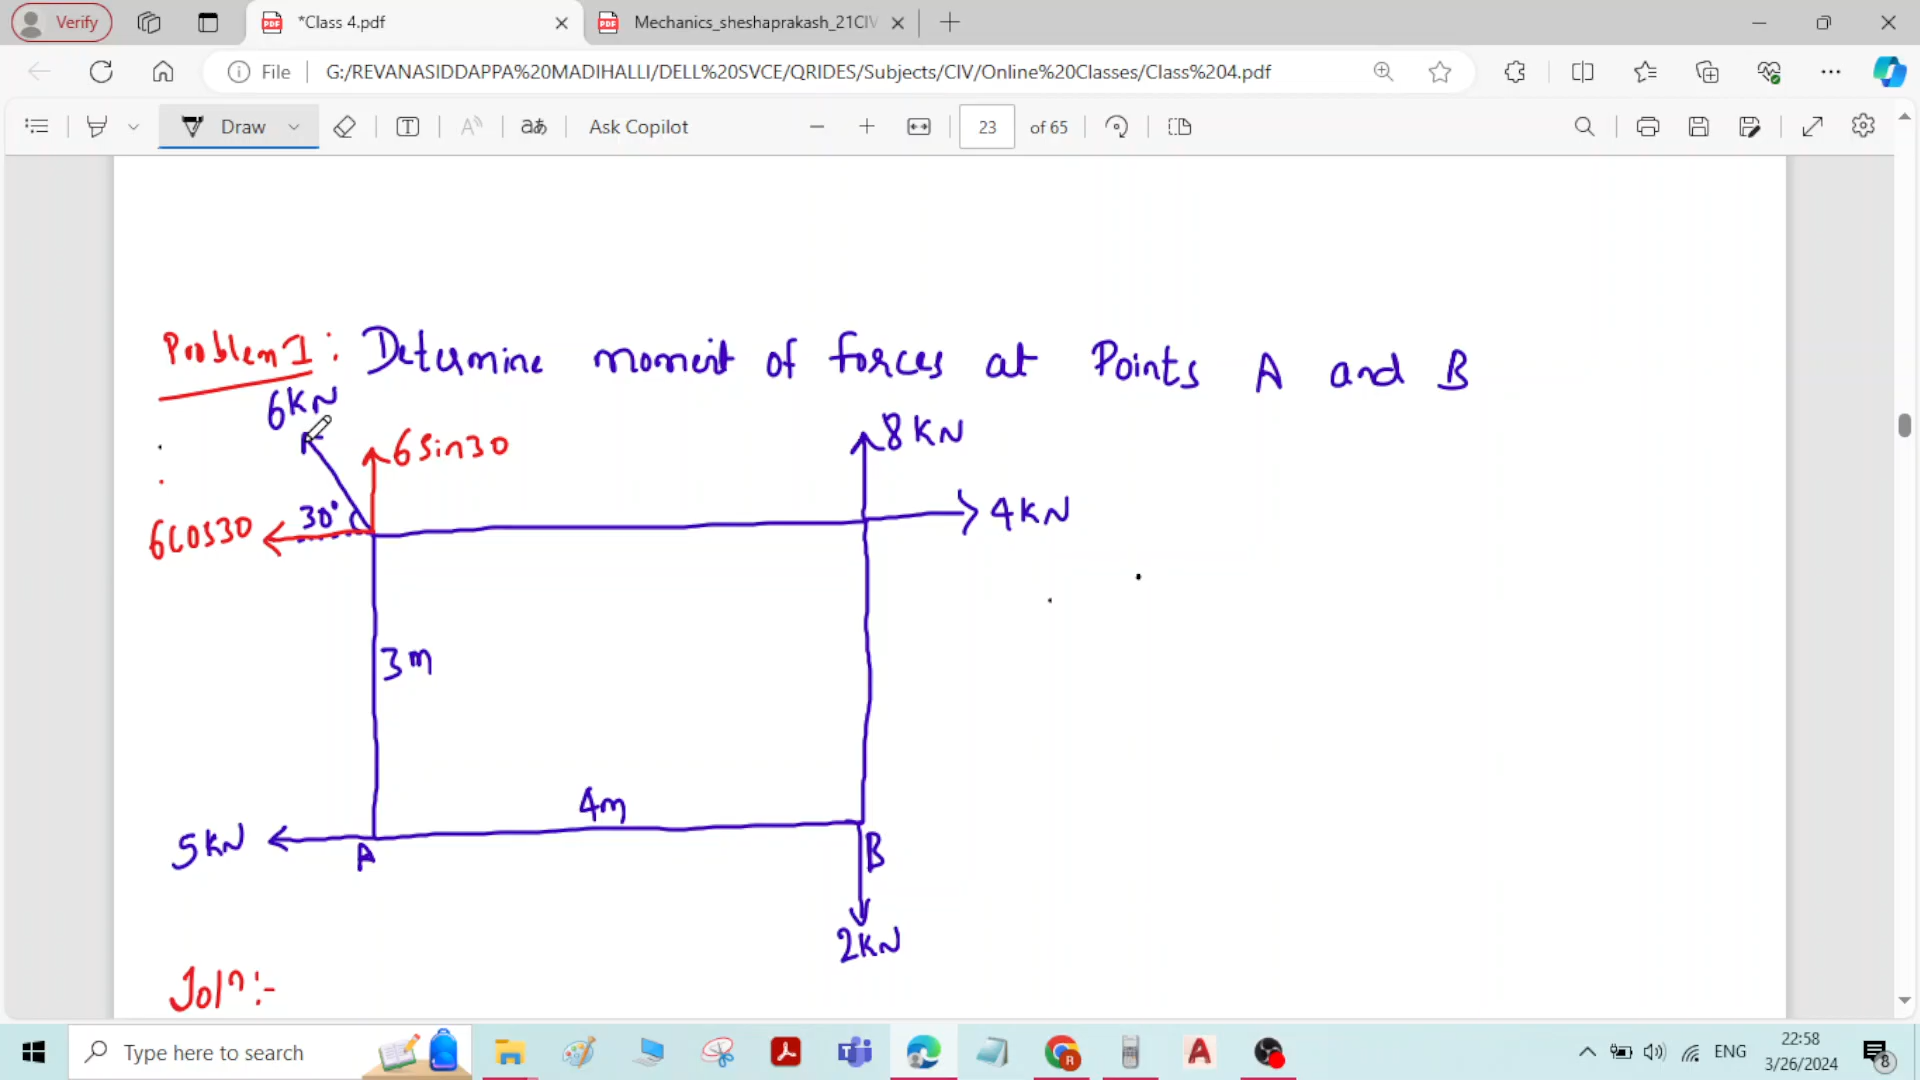 Verify
*Class 4.pdf
Mechanics_sheshaprakash_21CIV
File
G:/REVANASIDDAPPA%20MADIHALLI/DELL%20SVCE/QRIDES/Subjects/CIV/Online%20Classes/Class%204.pdf
Draw
Ask Copilot
23
of 65
Problem 1 : Determine moment of forces at Points A and B
6KN
6 Sin30
8 KN
30°
6COS30
4KN
3m
4m
5KN
A
B
2KN
Sol^n :-
Type here to search
ENG
22:58
3/26/2024
8